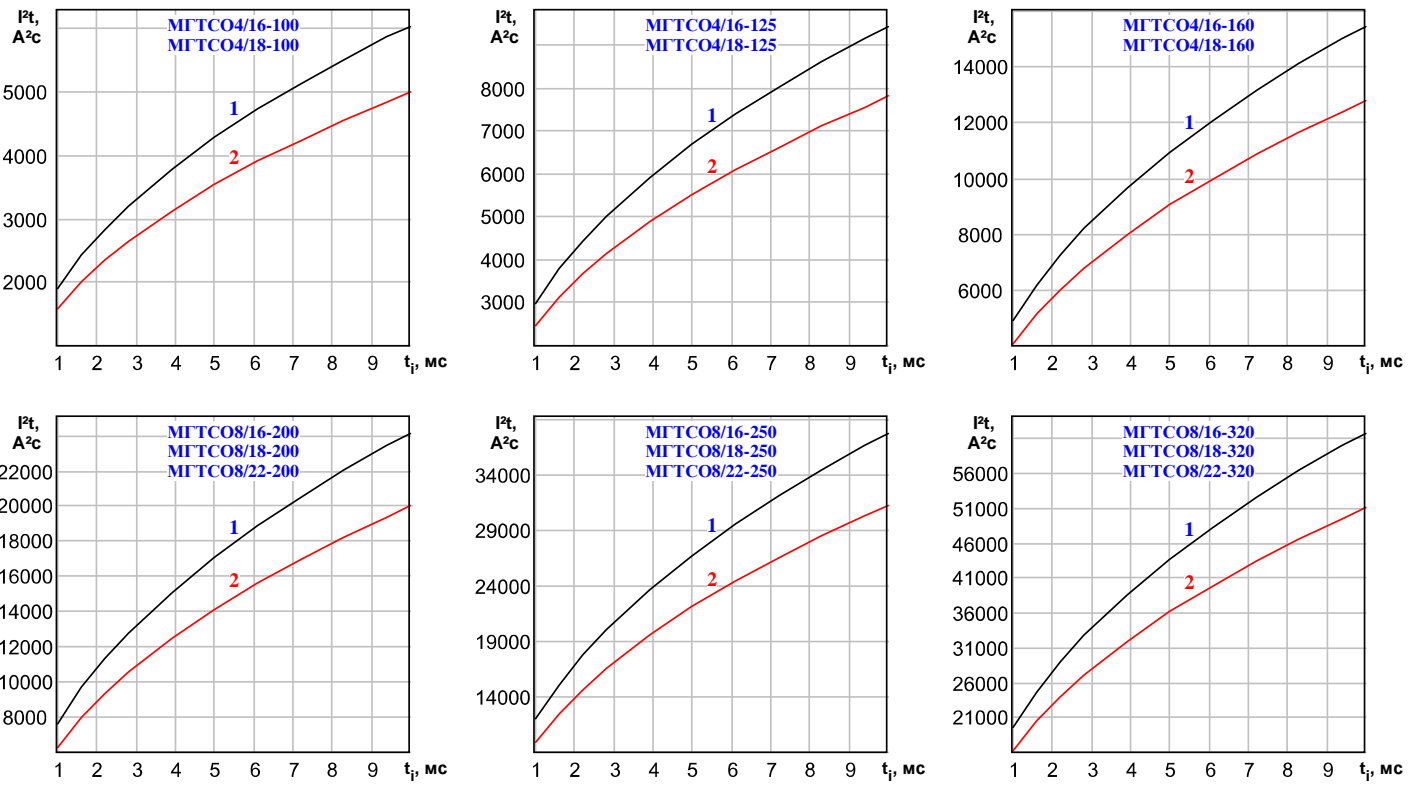 I²t,
A²c
МГТСО4/16-100
МГТСО4/18-100
5000
4000
3000
2000
1
2
1 2 3 4 5 6 7 8 9 ti, мс
I²t,
A²c
МГТСО4/16-125
МГТСО4/18-125
8000
7000
6000
5000
4000
3000
1
2
1 2 3 4 5 6 7 8 9 ti, мс
I²t,
A²c
МГТСО4/16-160
МГТСО4/18-160
14000
12000
10000
8000
6000
1
2
1 2 3 4 5 6 7 8 9 ti, мс
I²t,
A²c
МГТСО8/16-200
МГТСО8/18-200
МГТСО8/22-200
22000
20000
18000
16000
14000
12000
10000
8000
1
2
1 2 3 4 5 6 7 8 9 ti, мс
I²t,
A²c
МГТСО8/16-250
МГТСО8/18-250
МГТСО8/22-250
34000
29000
24000
19000
14000
1
2
1 2 3 4 5 6 7 8 9 ti, мс
I²t,
A²c
МГТСО8/16-320
МГТСО8/18-320
МГТСО8/22-320
56000
51000
46000
41000
36000
31000
26000
21000
1
2
1 2 3 4 5 6 7 8 9 ti, мс